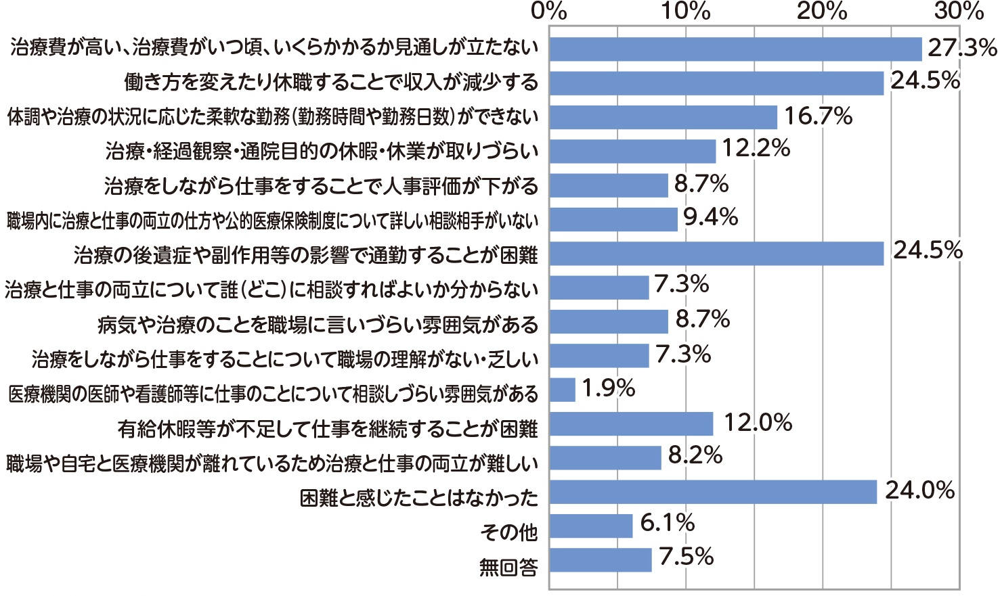 0% 10% 20% 30%
治療費が高い、治療費がいつ頃、いくらかかるか見通しが立たない 27.3%
働き方を変えたり休職することで収入が減少する 24.5%
体調や治療の状況に応じた柔軟な勤務(勤務時間や勤務日数)ができない 16.7%
治療・経過観察・通院目的の休暇・休業が取りづらい 12.2%
治療をしながら仕事をすることで人事評価が下がる 8.7%
職場内に治療と仕事の両立の仕方や公的医療保険制度について詳しい相談相手がいない 9.4%
治療の後遺症や副作用等の影響で通勤することが困難 24.5%
治療と仕事の両立について誰(どこ)に相談すればよいか分からない 7.3%
病気や治療のことを職場に言いづらい雰囲気がある 8.7%
治療をしながら仕事をすることについて職場の理解がない・乏しい 7.3%
医療機関の医師や看護師等に仕事のことについて相談しづらい雰囲気がある 1.9%
有給休暇等が不足して仕事を継続することが困難 12.0%
職場や自宅と医療機関が離れているため治療と仕事の両立が難しい 8.2%
困難と感じたことはなかった 24.0%
その他 6.1%
無回答 7.5%